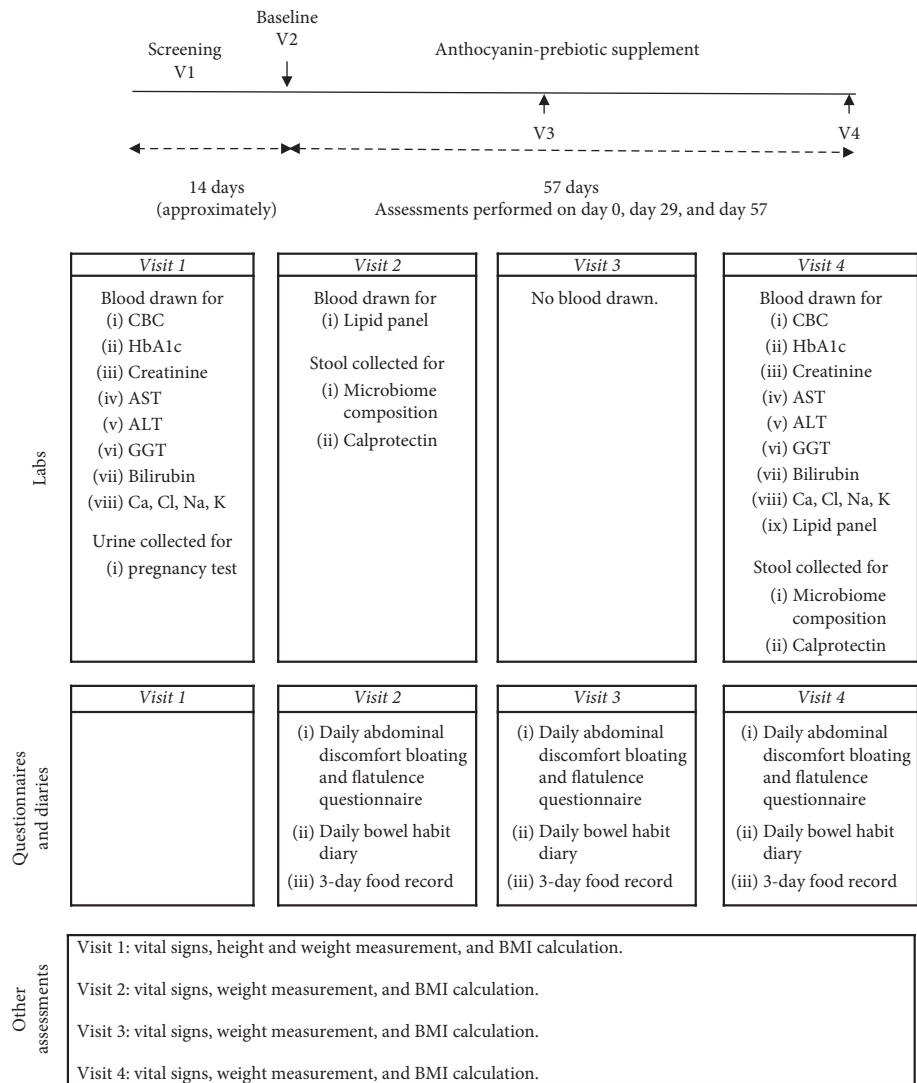 Baseline
V2
Screening
V1
Anthocyanin-prebiotic supplement
V3
V4
14 days
(approximately)
57 days
Assessments performed on day 0, day 29, and day 57
Labs
Visit 1
Blood drawn for
(i) CBC
(ii) HbA1c
(iii) Creatinine
(iv) AST
(v) ALT
(vi) GGT
(vii) Bilirubin
(viii) Ca, Cl, Na, K
Urine collected for
(i) pregnancy test
Visit 2
Blood drawn for
(i) Lipid panel
Stool collected for
(i) Microbiome
composition
(ii) Calprotectin
Visit 3
No blood drawn.
Visit 4
Blood drawn for
(i) CBC
(ii) HbA1c
(iii) Creatinine
(iv) AST
(v) ALT
(vi) GGT
(vii) Bilirubin
(viii) Ca, Cl, Na, K
(ix) Lipid panel
Stool collected for
(i) Microbiome
composition
(ii) Calprotectin
Questionnaires
and diaries
Visit 1
Visit 2
(i) Daily abdominal
discomfort bloating
and flatulence
questionnaire
(ii) Daily bowel habit
diary
(iii) 3-day food record
Visit 3
(i) Daily abdominal
discomfort bloating
and flatulence
questionnaire
(ii) Daily bowel habit
diary
(iii) 3-day food record
Visit 4
(i) Daily abdominal
discomfort bloating
and flatulence
questionnaire
(ii) Daily bowel habit
diary
(iii) 3-day food record
Other
assessments
Visit 1: vital signs, height and weight measurement, and BMI calculation.
Visit 2: vital signs, weight measurement, and BMI calculation.
Visit 3: vital signs, weight measurement, and BMI calculation.
Visit 4: vital signs, weight measurement, and BMI calculation.